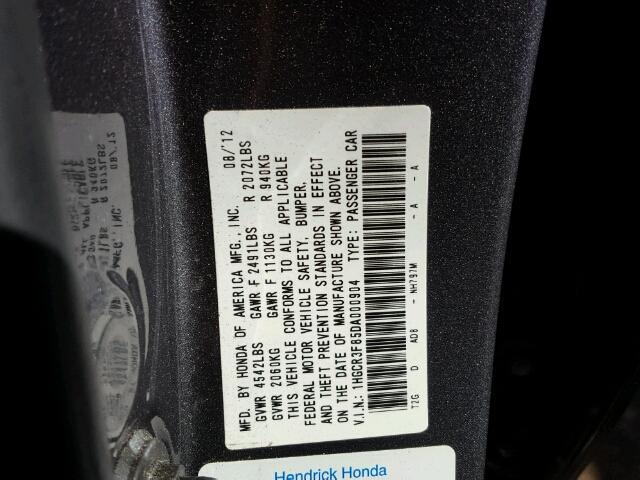 MFD. BY HONDA OF AMERICA MFG., INC. 08/'12
GVWR 4542LBS GAWR F 2491LBS R 2072LBS
GVWR 2060KG GAWR F 1130KG R 940KG
THIS VEHICLE CONFORMS TO ALL APPLICABLE
FEDERAL MOTOR VEHICLE SAFETY, BUMPER,
AND THEFT PREVENTION STANDARDS IN EFFECT
ON THE DATE OF MANUFACTURE SHOWN ABOVE.
V.I.N.: 1HGCR3F85DA000904 TYPE: PASSENGER CAR
T2G D AD8 - NH797M - A - A
Hendrick Honda